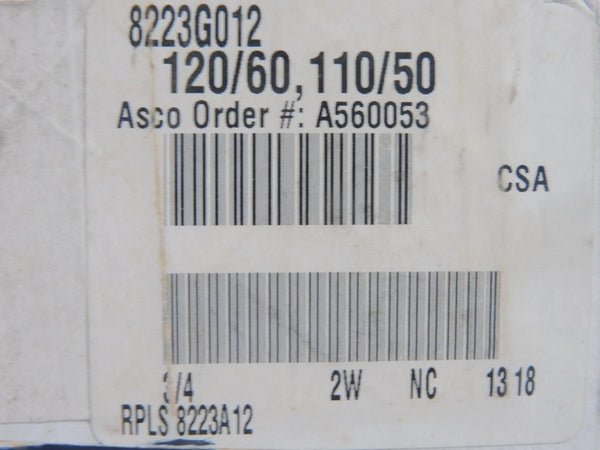 8223G012
120/60, 110/50
Asco Order #: A560053
CSA
3/4 2W NC 13 18
RPLS 8223A12